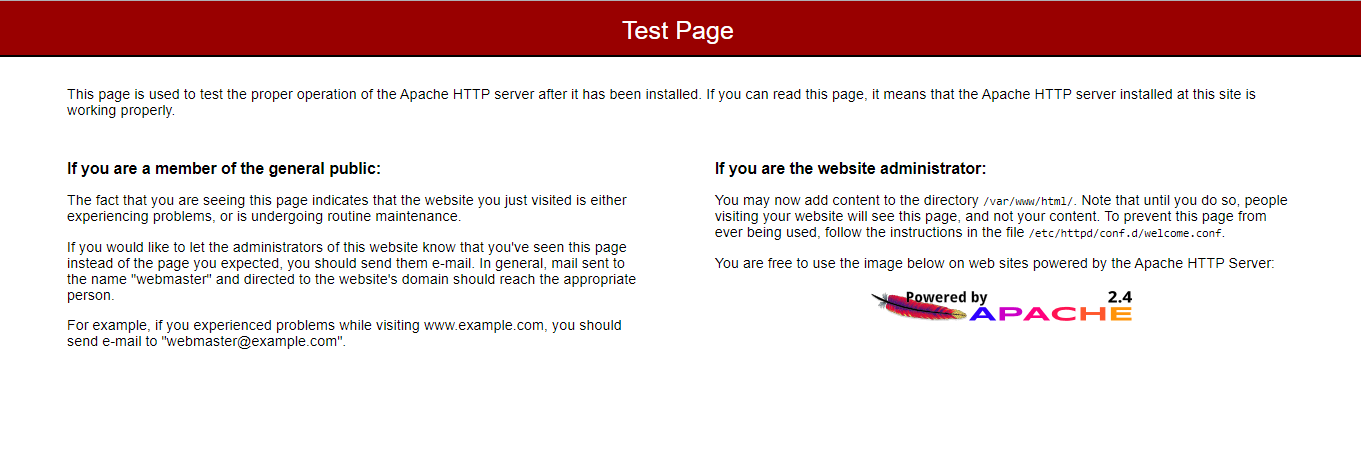 Test Page
This page is used to test the proper operation of the Apache HTTP server after it has been installed. If you can read this page, it means that the Apache HTTP server installed at this site is
working properly.
If you are a member of the general public:
The fact that you are seeing this page indicates that the website you just visited is either
experiencing problems, or is undergoing routine maintenance.
If you would like to let the administrators of this website know that you've seen this page
instead of the page you expected, you should send them e-mail. In general, mail sent to
the name "webmaster" and directed to the website's domain should reach the appropriate
person.
For example, if you experienced problems while visiting www.example.com, you should
send e-mail to "webmaster@example.com".
If you are the website administrator:
You may now add content to the directory /var/www/html/. Note that until you do so, people
visiting your website will see this page, and not your content. To prevent this page from
ever being used, follow the instructions in the file /etc/httpd/conf.d/welcome.conf.
You are free to use the image below on web sites powered by the Apache HTTP Server:
Powered by 2.4
APACHE